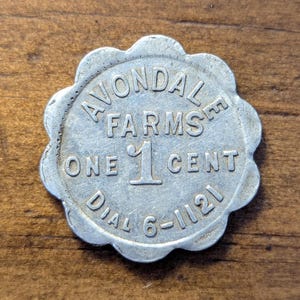 AVONDALE
FARMS
ONE 1 CENT
DIAL 6-1121